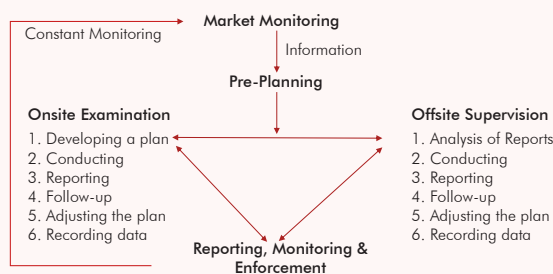 Market Monitoring
Constant Monitoring
Information
Pre-Planning
Onsite Examination
1. Developing a plan
2. Conducting
3. Reporting
4. Follow-up
5. Adjusting the plan
6. Recording data
Offsite Supervision
1. Analysis of Reports
2. Conducting
3. Reporting
4. Follow-up
5. Adjusting the plan
6. Recording data
Reporting, Monitoring &
Enforcement